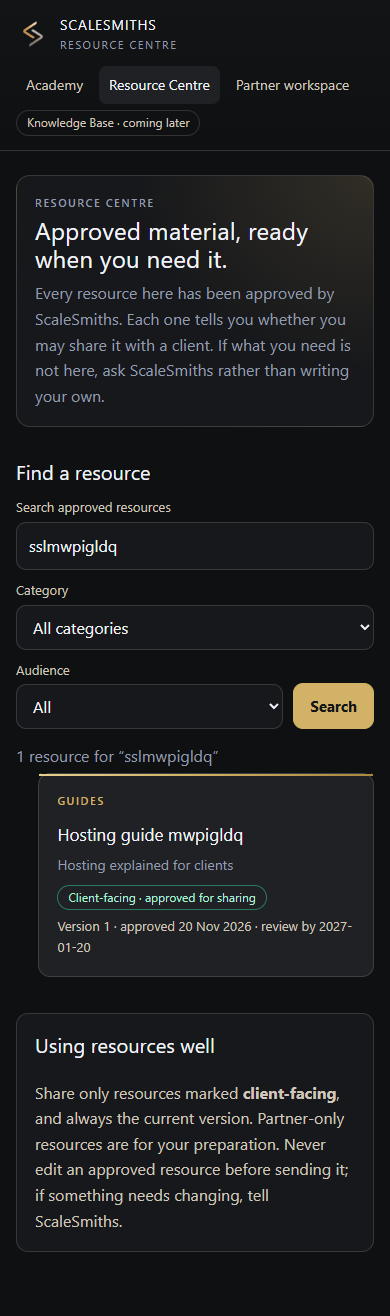 SCALESMITHS
RESOURCE CENTRE
Academy
Resource Centre
Partner workspace
Knowledge Base · coming later
RESOURCE CENTRE
Approved material, ready
when you need it.
Every resource here has been approved by
ScaleSmiths. Each one tells you whether you
may share it with a client. If what you need is
not here, ask ScaleSmiths rather than writing
your own.
Find a resource
Search approved resources
sslmwpigldq
Category
All categories
Audience
All
Search
1 resource for “sslmwpigldq”
GUIDES
Hosting guide mwpigldq
Hosting explained for clients
Client-facing · approved for sharing
Version 1 · approved 20 Nov 2026 · review by 2027-
01-20
Using resources well
Share only resources marked client-facing,
and always the current version. Partner-only
resources are for your preparation. Never
edit an approved resource before sending it;
if something needs changing, tell
ScaleSmiths.